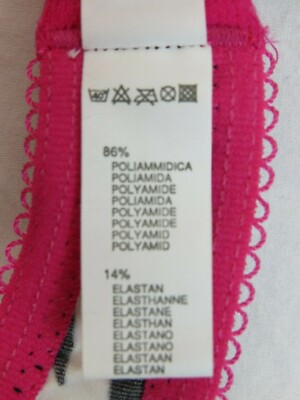 86%
POLIAMMIDICA
POLIAMIDA
POLYAMIDE
POLIAMIDA
POLYAMIDE
POLYAMIDE
POLYAMID
POLYAMID
14%
ELASTAN
ELASTHANNE
ELASTANE
ELASTHAN
ELASTANO
ELASTANO
ELASTAAN
ELASTAN